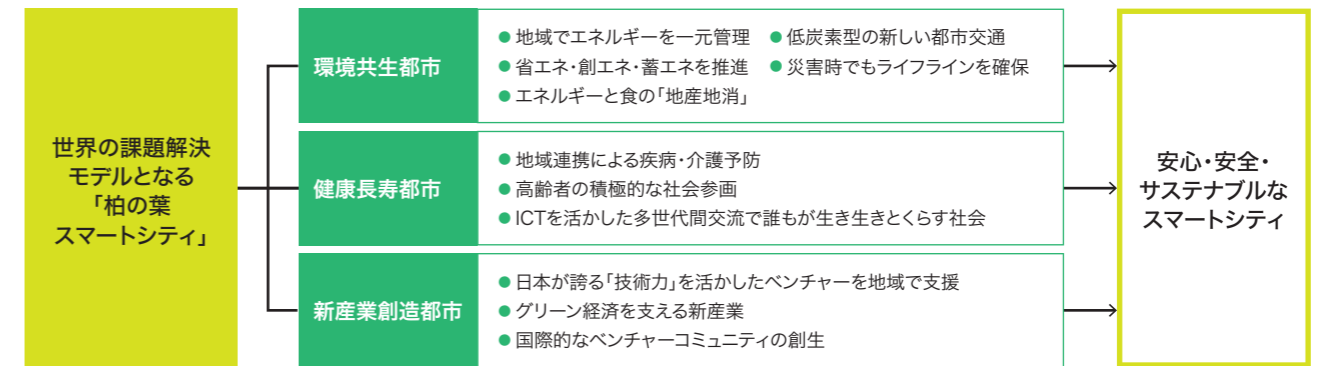 世界の課題解決
モデルとなる
「柏の葉
スマートシティ」
環境共生都市
●地域でエネルギーを一元管理 ●低炭素型の新しい都市交通
●省エネ・創エネ・蓄エネを推進 ●災害時でもライフラインを確保
●エネルギーと食の「地産地消」
健康長寿都市
●地域連携による疾病・介護予防
●高齢者の積極的な社会参画
●ICTを活かした多世代間交流で誰もが生き生きとくらす社会
新産業創造都市
●日本が誇る「技術力」を活かしたベンチャーを地域で支援
●グリーン経済を支える新産業
●国際的なベンチャーコミュニティの創生
安心・安全・
サステナブルな
スマートシティ